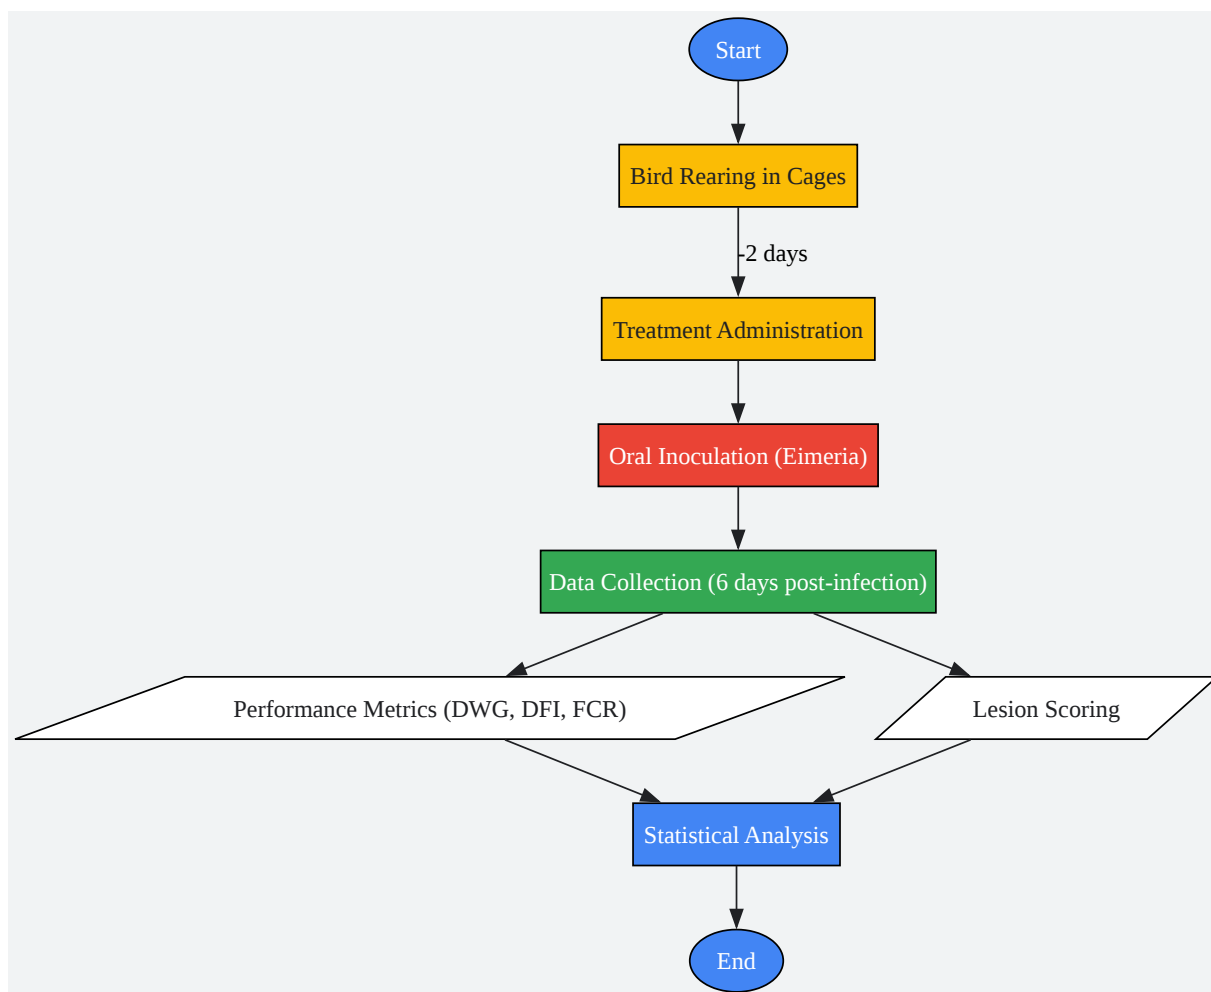 Start
Bird Rearing in Cages
-2 days
Treatment Administration
Oral Inoculation (Eimeria)
Data Collection (6 days post-infection)
Performance Metrics (DWG, DFI, FCR)
Lesion Scoring
Statistical Analysis
End